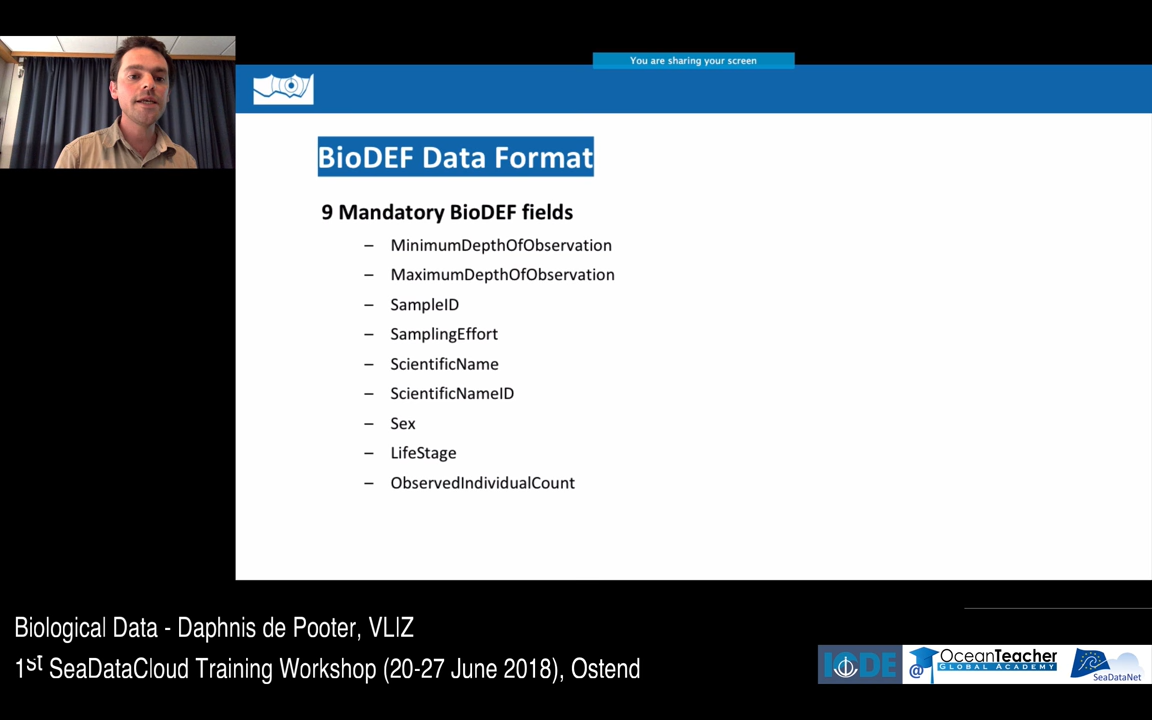 You are sharing your screen
BioDEF Data Format
9 Mandatory BioDEF fields
– MinimumDepthOfObservation
– MaximumDepthOfObservation
– SampleID
– SamplingEffort
– ScientificName
– ScientificNameID
– Sex
– LifeStage
– ObservedIndividualCount
Biological Data - Daphnis de Pooter, VLIZ
1st SeaDataCloud Training Workshop (20-27 June 2018), Ostend
IODE
@ OceanTeacher
GLOBAL ACADEMY
SeaDataNet